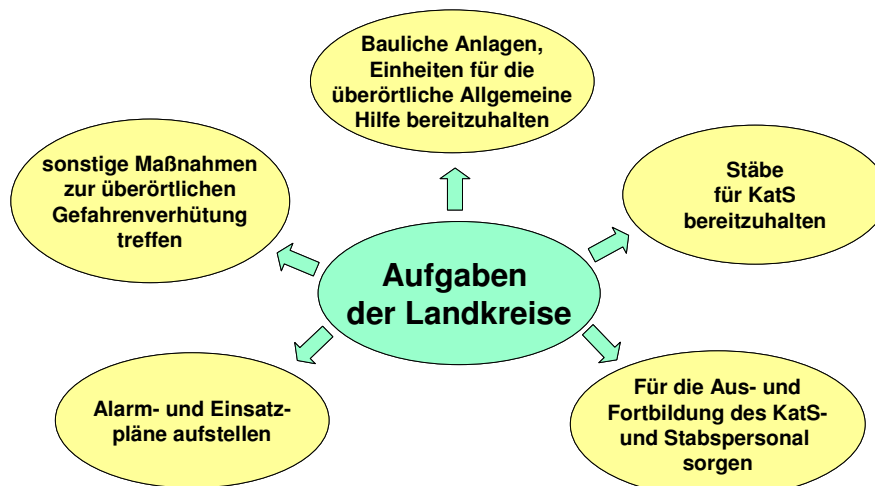 Bauliche Anlagen,
Einheiten für die
überörtliche Allgemeine
Hilfe bereitzuhalten
sonstige Maßnahmen
zur überörtlichen
Gefahrenverhütung
treffen
Stäbe
für KatS
bereitzuhalten
Aufgaben
der Landkreise
Alarm- und Einsatz-
pläne aufstellen
Für die Aus- und
Fortbildung des KatS-
und Stabspersonal
sorgen